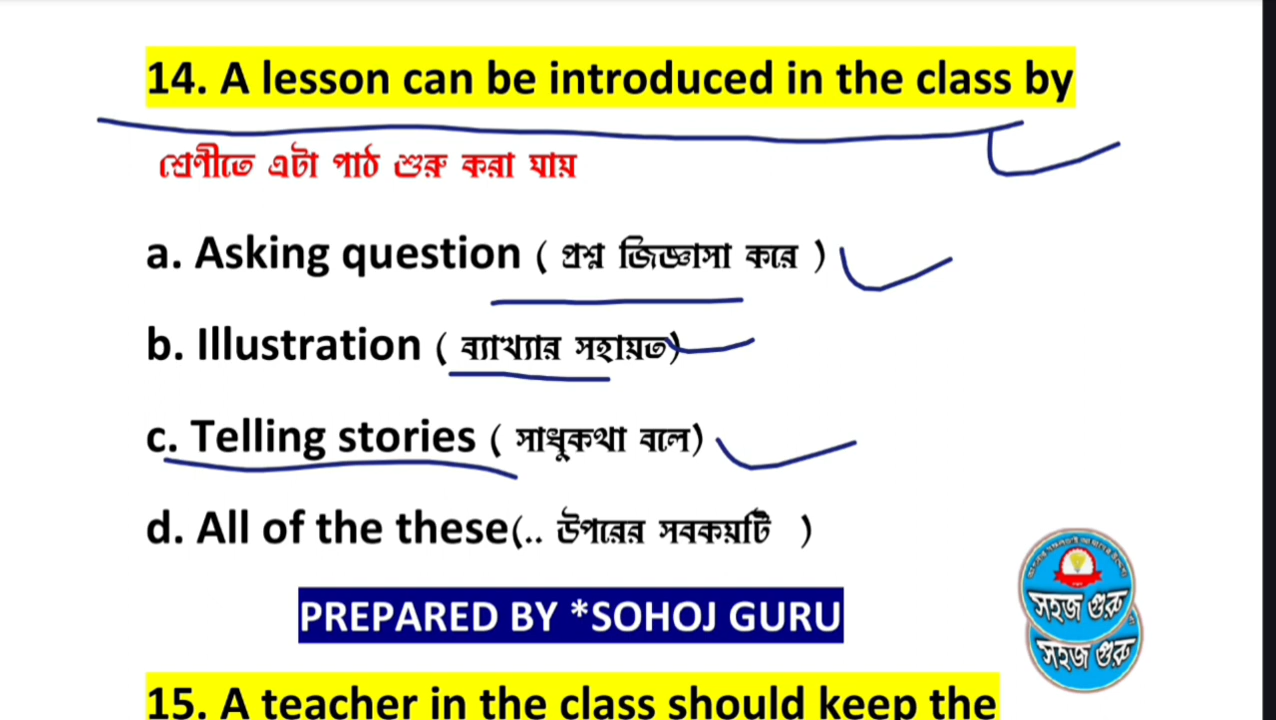 14. A lesson can be introduced in the class by
শ্রেণীতে এটা পাঠ শুরু করা যায়
a. Asking question ( প্রশ্ন জিজ্ঞাসা করে )
b. Illustration ( ব্যাখ্যার সহায়ত)
c. Telling stories ( সাধুকথা বলে)
d. All of the these(.. উপরের সবকয়টি )
PREPARED BY *SOHOJ GURU
সহজ গুরু
সহজ গুরু
15. A teacher in the class should keep the